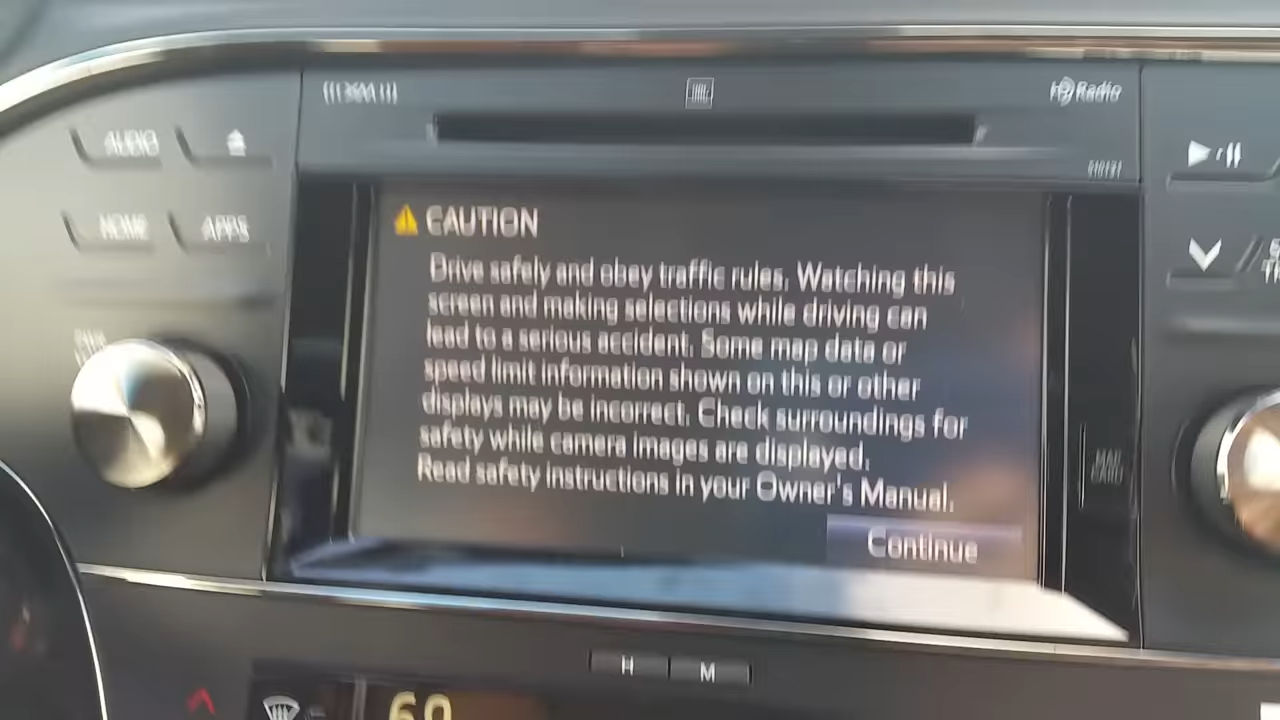 HD Radio
AUDIO
HOME APPS
CAUTION
Drive safely and obey traffic rules. Watching this
screen and making selections while driving can
lead to a serious accident. Some map data or
speed limit information shown on this or other
displays may be incorrect. Check surroundings for
safety while camera images are displayed.
Read safety instructions in your Owner's Manual.
Continue
H M
60